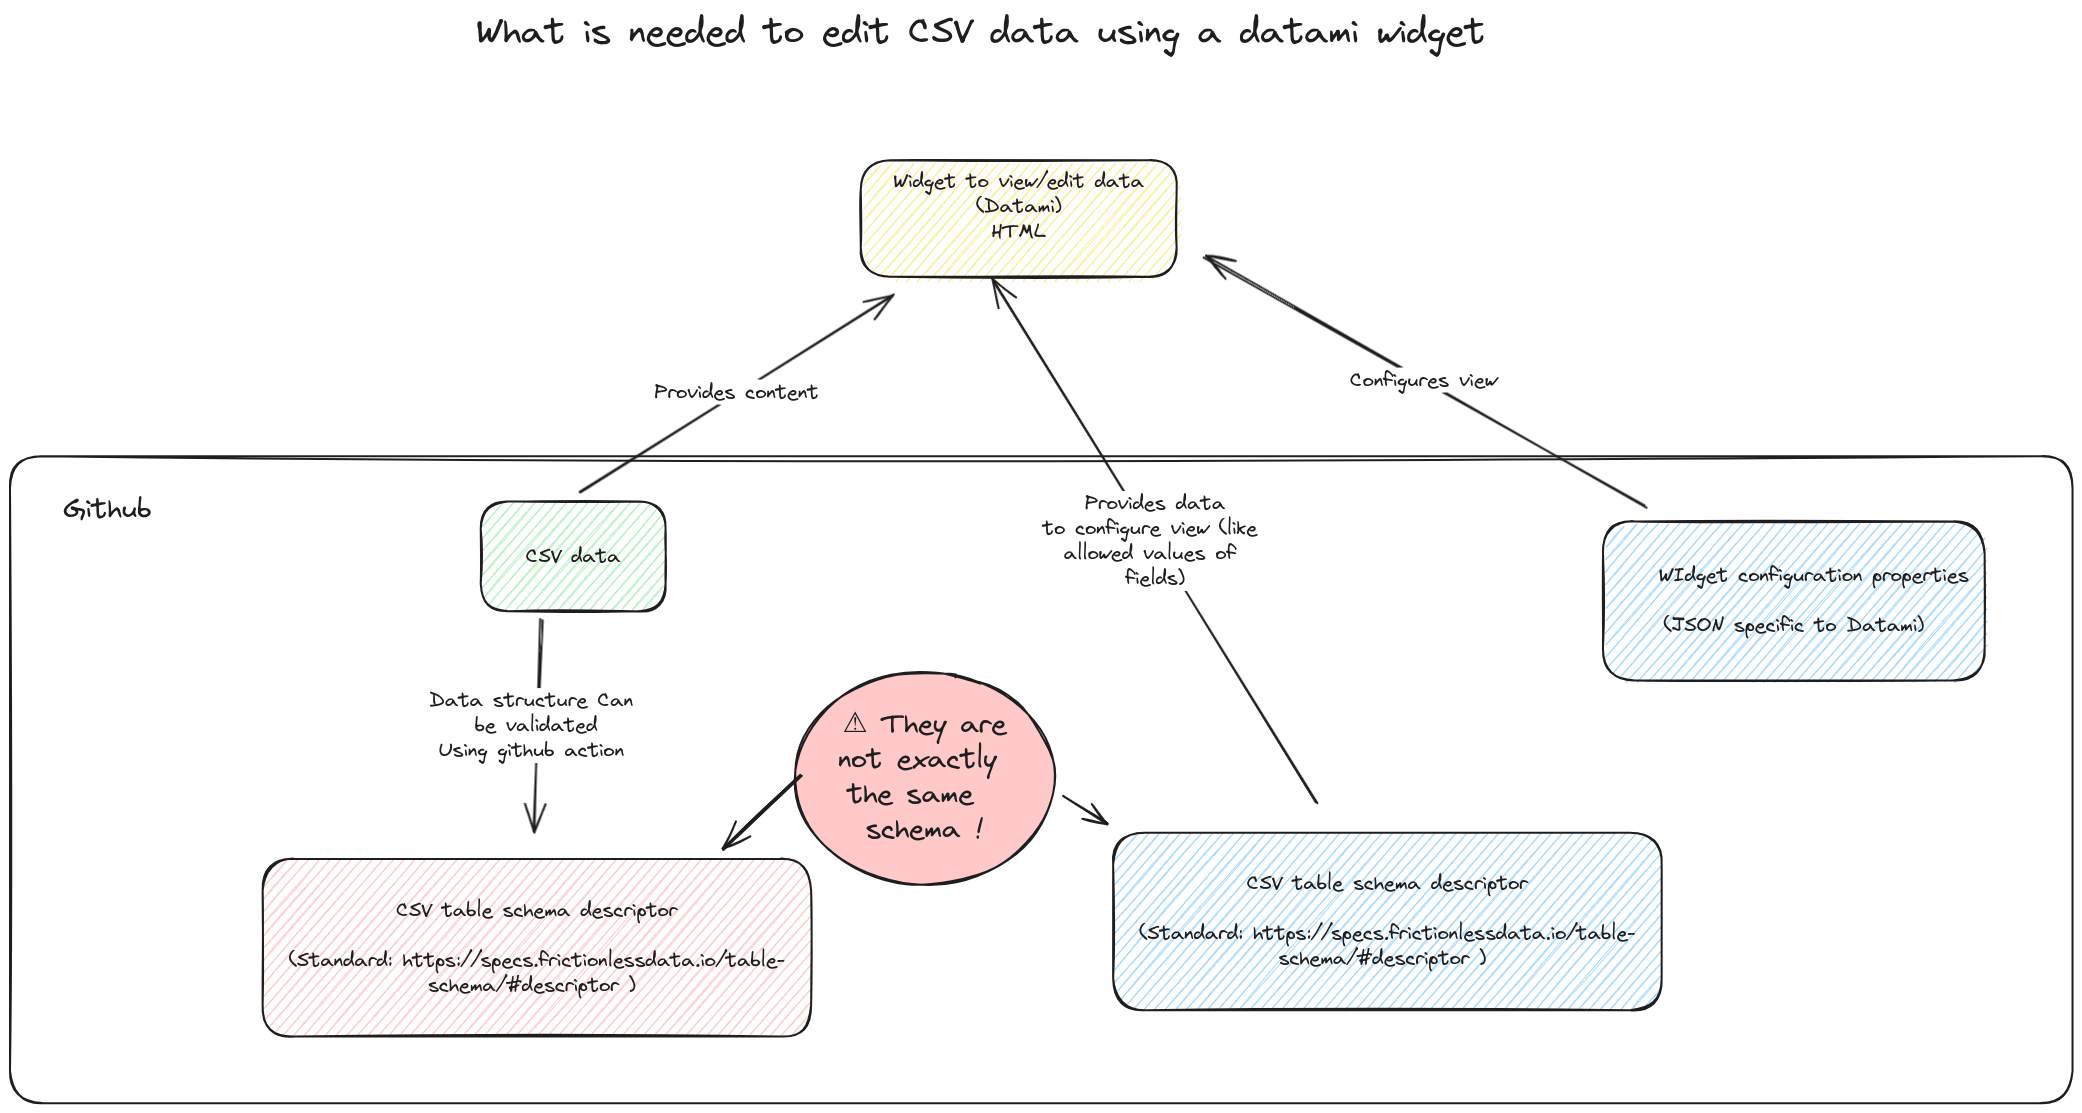 What is needed to edit CSV data using a datami widget
Widget to view/edit data
(Datami)
HTML
Provides content
Configures view
Github
CSV data
Provides data
to configure view (like
allowed values of
fields)
WIdget configuration properties
(JSON specific to Datami)
Data structure Can
be validated
Using github action
⚠ They are
not exactly
the same
schema !
CSV table schema descriptor
(Standard: https://specs.frictionlessdata.io/table-
schema/#descriptor )
CSV table schema descriptor
(Standard: https://specs.frictionlessdata.io/table-
schema/#descriptor )